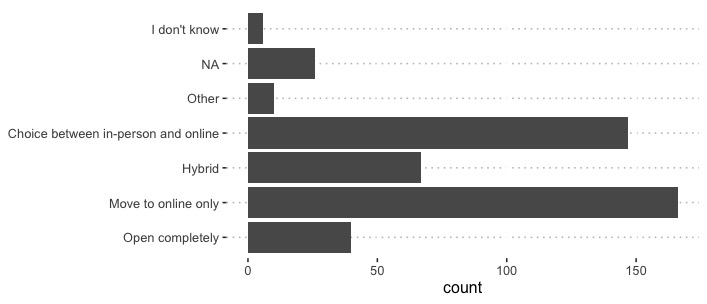 I don't know
NA
Other
Choice between in-person and online
Hybrid
Move to online only
Open completely
0 50 100 150
count